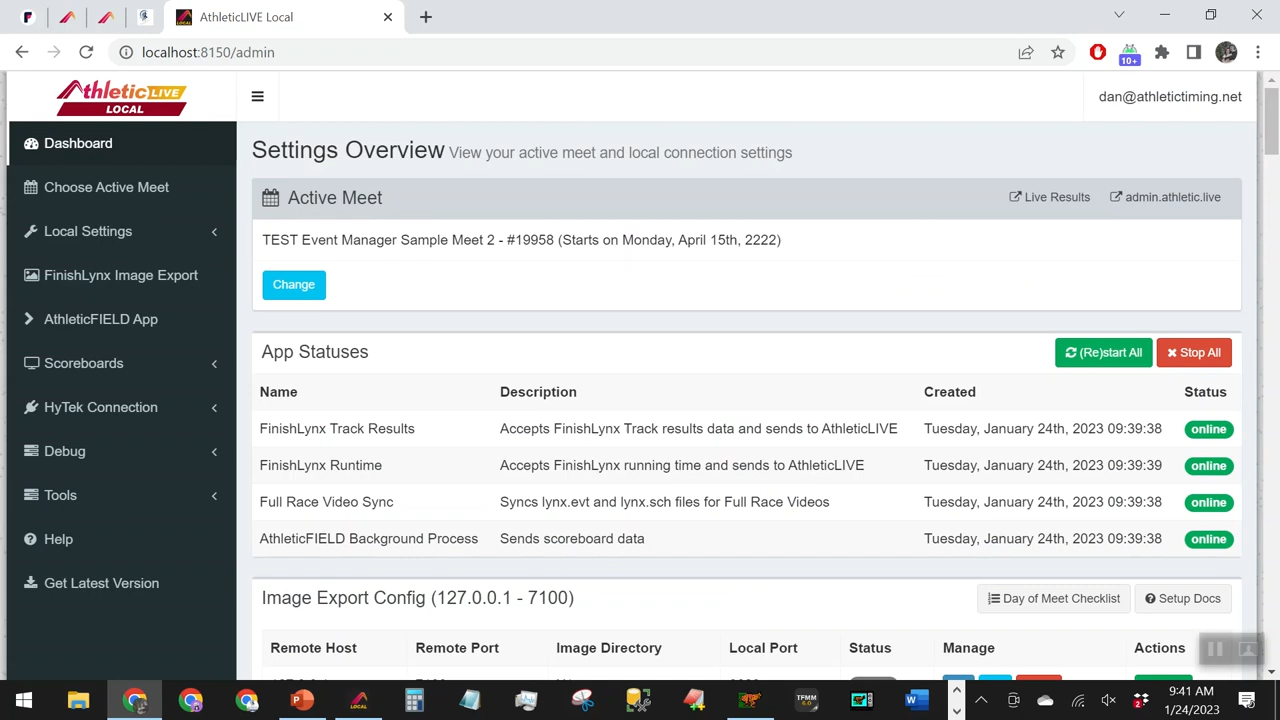 AthleticLIVE Local
localhost:8150/admin
10+
AthleticLIVE
LOCAL
dan@athletictiming.net
Dashboard
Choose Active Meet
Local Settings
FinishLynx Image Export
AthleticFIELD App
Scoreboards
HyTek Connection
Debug
Tools
Help
Get Latest Version
Settings Overview View your active meet and local connection settings
Active Meet
Live Results
admin.athletic.live
TEST Event Manager Sample Meet 2 - #19958 (Starts on Monday, April 15th, 2222)
Change
App Statuses
(Re)start All
Stop All
Name Description Created Status
FinishLynx Track Results Accepts FinishLynx Track results data and sends to AthleticLIVE Tuesday, January 24th, 2023 09:39:38 online
FinishLynx Runtime Accepts FinishLynx running time and sends to AthleticLIVE Tuesday, January 24th, 2023 09:39:39 online
Full Race Video Sync Syncs lynx.evt and lynx.sch files for Full Race Videos Tuesday, January 24th, 2023 09:39:38 online
AthleticFIELD Background Process Sends scoreboard data Tuesday, January 24th, 2023 09:39:38 online
Image Export Config (127.0.0.1 - 7100)
Day of Meet Checklist
Setup Docs
Remote Host Remote Port Image Directory Local Port Status Manage Actions
TFMM
6.0
9:41 AM
1/24/2023